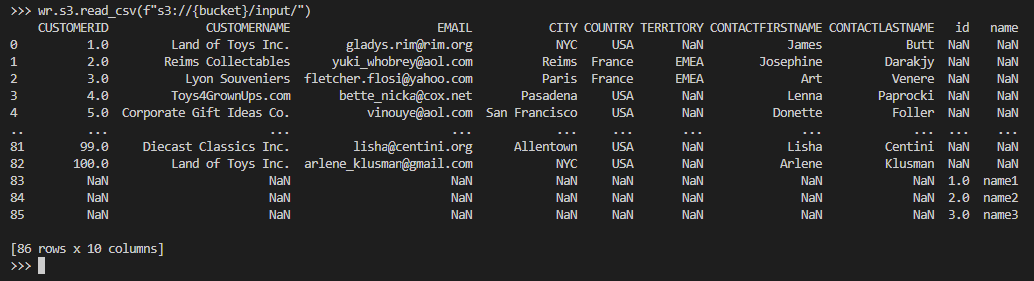 >>> wr.s3.read_csv(f"s3://{bucket}/input/")
CUSTOMERID CUSTOMERNAME EMAIL CITY COUNTRY TERRITORY CONTACTFIRSTNAME CONTACTLASTNAME id name
0 1.0 Land of Toys Inc. gladys.rim@rim.org NYC USA NaN James Butt NaN NaN
1 2.0 Reims Collectables yuki_whobrey@aol.com Reims France EMEA Josephine Darakjy NaN NaN
2 3.0 Lyon Souveniers fletcher.flosi@yahoo.com Paris France EMEA Art Venere NaN NaN
3 4.0 Toys4GrownUps.com bette_nicka@cox.net Pasadena USA NaN Lenna Paprocki NaN NaN
4 5.0 Corporate Gift Ideas Co. vinouye@aol.com San Francisco USA NaN Donette Foller NaN NaN
.. ... ... ... ... ... ... ... ... ... ...
81 99.0 Diecast Classics Inc. lisha@centini.org Allentown USA NaN Lisha Centini NaN NaN
82 100.0 Land of Toys Inc. arlene_klusman@gmail.com NYC USA NaN Arlene Klusman NaN NaN
83 NaN NaN NaN NaN NaN NaN NaN NaN 1.0 name1
84 NaN NaN NaN NaN NaN NaN NaN NaN 2.0 name2
85 NaN NaN NaN NaN NaN NaN NaN NaN 3.0 name3
[86 rows x 10 columns]
>>>